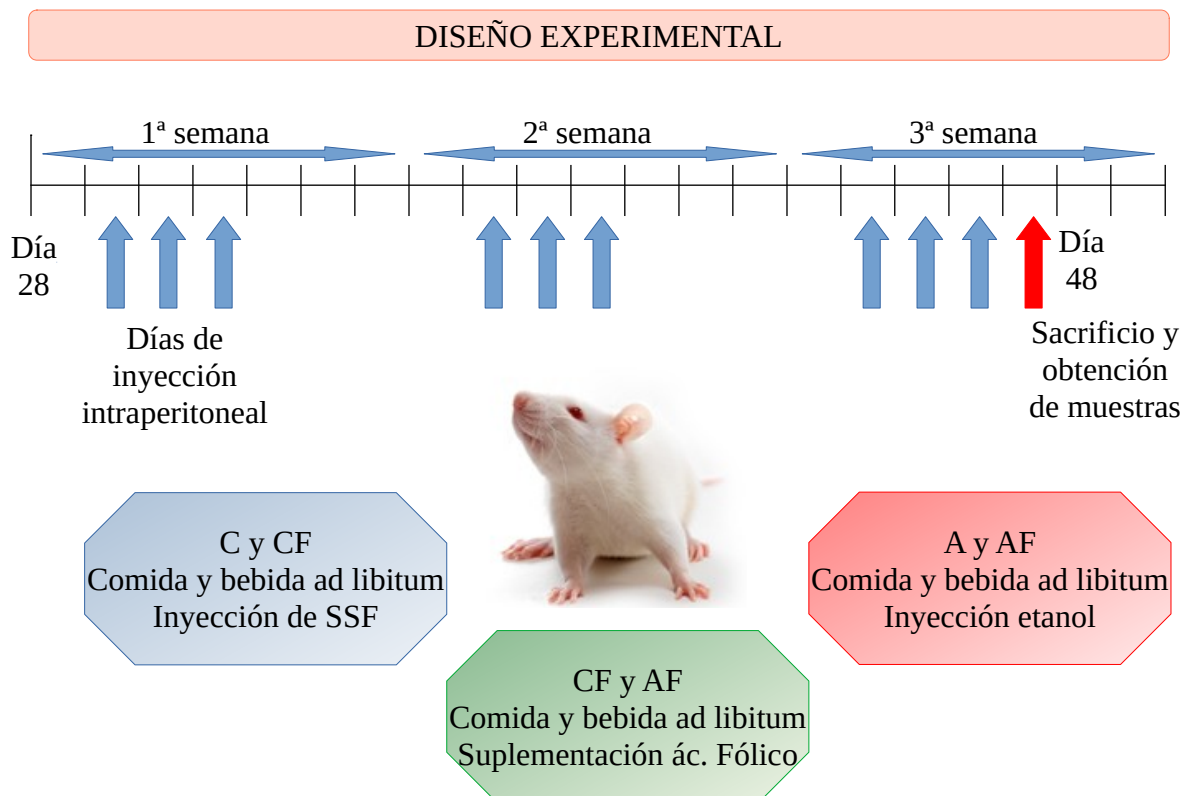 DISEÑO EXPERIMENTAL
1ª semana
2ª semana
3ª semana
Día
28
Días de
inyección
intraperitoneal
Día
48
Sacrificio y
obtención
de muestras
C y CF
Comida y bebida ad libitum
Inyección de SSF
CF y AF
Comida y bebida ad libitum
Suplementación ác. Fólico
A y AF
Comida y bebida ad libitum
Inyección etanol